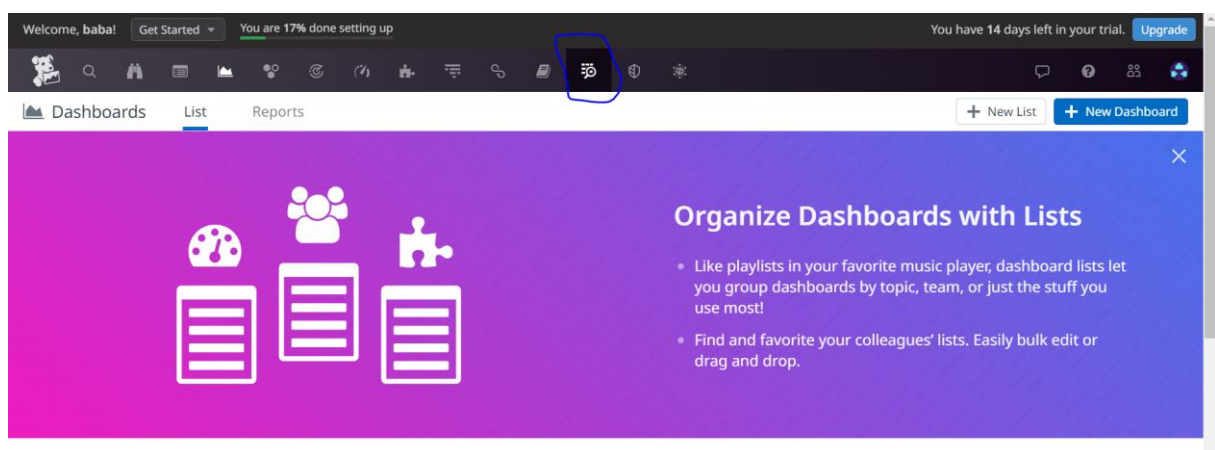 Welcome, baba! Get Started You are 17% done setting up You have 14 days left in your trial. Upgrade
Dashboards List Reports + New List + New Dashboard
Organize Dashboards with Lists
• Like playlists in your favorite music player, dashboard lists let
you group dashboards by topic, team, or just the stuff you
use most!
• Find and favorite your colleagues’ lists. Easily bulk edit or
drag and drop.